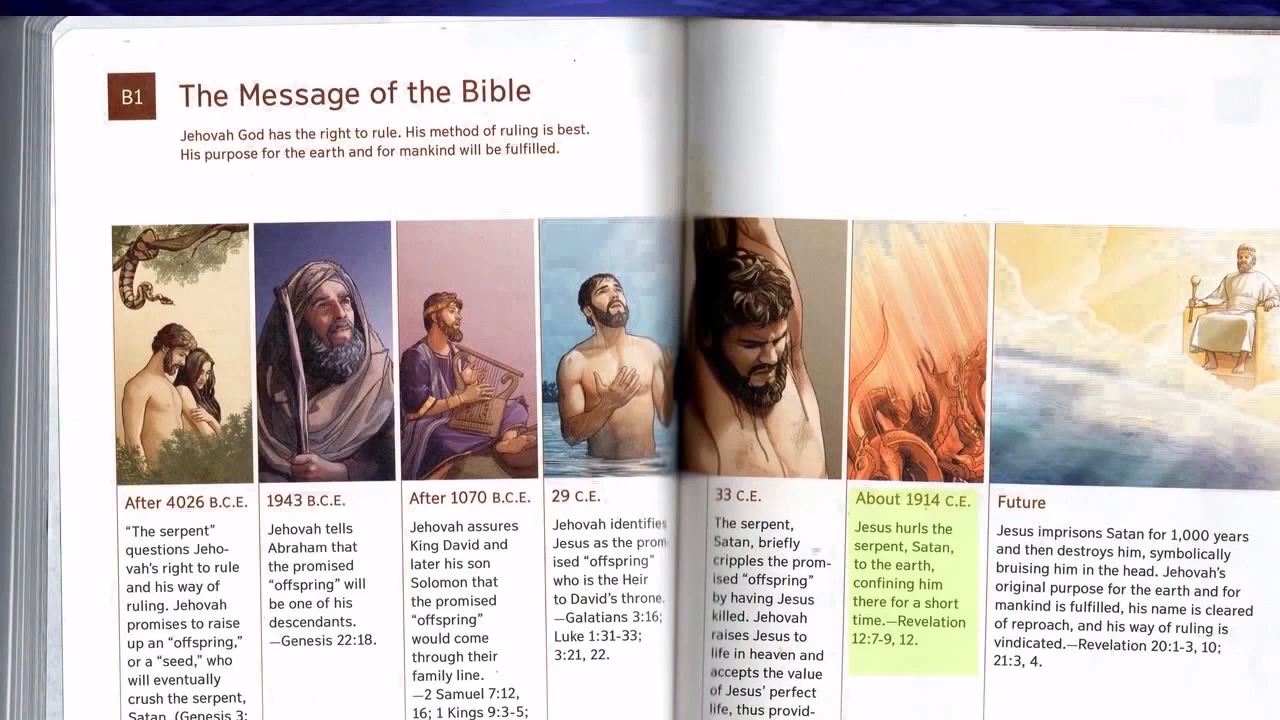 B1
The Message of the Bible
Jehovah God has the right to rule. His method of ruling is best.
His purpose for the earth and for mankind will be fulfilled.
After 4026 B.C.E.
“The serpent”
questions Jeho-
vah’s right to rule
and his way of
ruling. Jehovah
promises to raise
up an “offspring,”
or a “seed,” who
will eventually
crush the serpent,
Satan. (Genesis 3:
1943 B.C.E.
Jehovah tells
Abraham that
the promised
“offspring” will
be one of his
descendants.
—Genesis 22:18.
After 1070 B.C.E.
Jehovah assures
King David and
later his son
Solomon that
the promised
“offspring”
would come
through their
family line.
—2 Samuel 7:12,
16; 1 Kings 9:3-5;
29 C.E.
Jehovah identifies
Jesus as the prom-
ised “offspring”
who is the Heir
to David’s throne.
—Galatians 3:16;
Luke 1:31-33;
3:21, 22.
33 C.E.
The serpent,
Satan, briefly
cripples the prom-
ised “offspring”
by having Jesus
killed. Jehovah
raises Jesus to
life in heaven and
accepts the value
of Jesus’ perfect
life, thus provid-
About 1914 C.E.
Jesus hurls the
serpent, Satan,
to the earth,
confining him
there for a short
time.—Revelation
12:7-9, 12.
Future
Jesus imprisons Satan for 1,000 years
and then destroys him, symbolically
bruising him in the head. Jehovah’s
original purpose for the earth and for
mankind is fulfilled, his name is cleared
of reproach, and his way of ruling is
vindicated.—Revelation 20:1-3, 10;
21:3, 4.